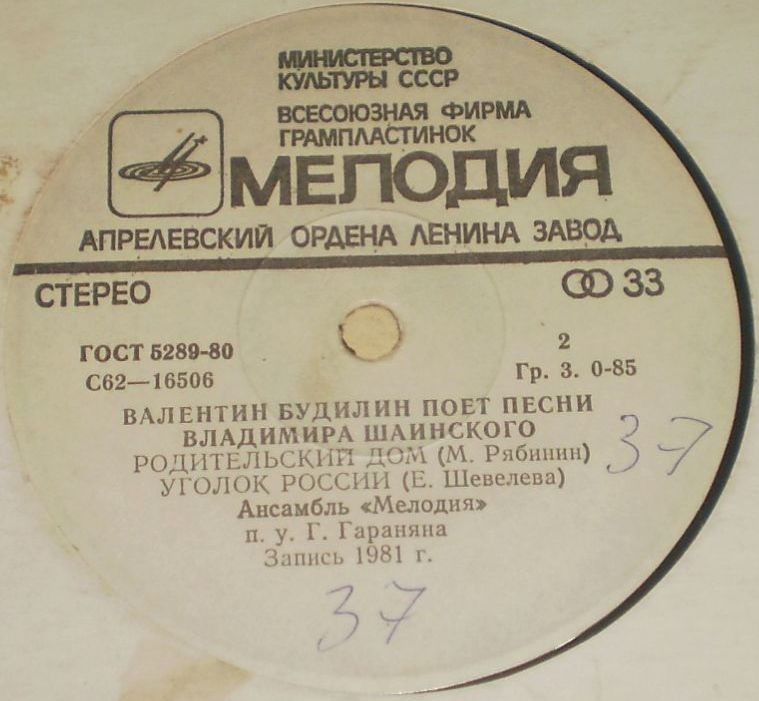 МИНИСТЕРСТВО
КУЛЬТУРЫ СССР
ВСЕСОЮЗНАЯ ФИРМА
ГРАМПЛАСТИНОК
МЕЛОДИЯ
АПРЕЛЕВСКИЙ ОРДЕНА ЛЕНИНА ЗАВОД
СТЕРЕО 33
ГОСТ 5289-80 2
С62—16506 Гр. 3. 0-85
ВАЛЕНТИН БУДИЛИН ПОЕТ ПЕСНИ
ВЛАДИМИРА ШАИНСКОГО
РОДИТЕЛЬСКИЙ ДОМ (М. Рябинин)
УГОЛОК РОССИИ (Е. Шевелева)
Ансамбль «Мелодия»
п. у. Г. Гараняна
Запись 1981 г.
37
37